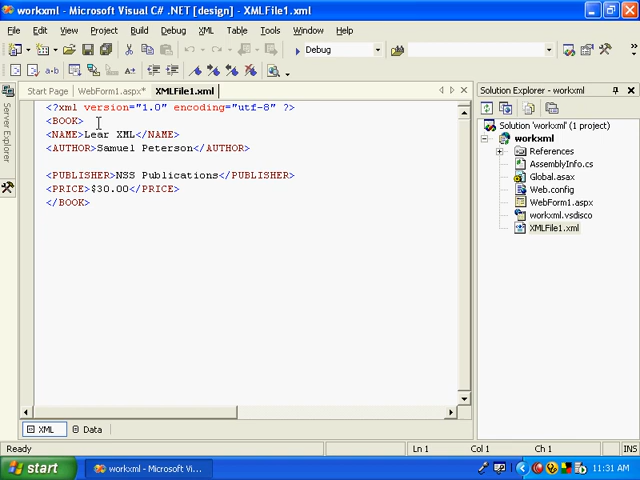 workxml - Microsoft Visual C# .NET [design] - XMLFile1.xml
File Edit View Project Build Debug XML Table Tools Window Help
Debug
Start Page WebForm1.aspx* XMLFile1.xml
Solution Explorer - workxml
Server Explorer
<?xml version="1.0" encoding="utf-8" ?>
<BOOK>
<NAME>Lear XML</NAME>
<AUTHOR>Samuel Peterson</AUTHOR>
<PUBLISHER>NSS Publications</PUBLISHER>
<PRICE>$30.00</PRICE>
</BOOK>
Solution 'workxml' (1 project)
workxml
References
AssemblyInfo.cs
Global.asax
Web.config
WebForm1.aspx
workxml.vsdisco
XMLFile1.xml
XML Data
Ready Ln 1 Col 1 Ch 1 INS
start workxml - Microsoft Vi... 11:31 AM